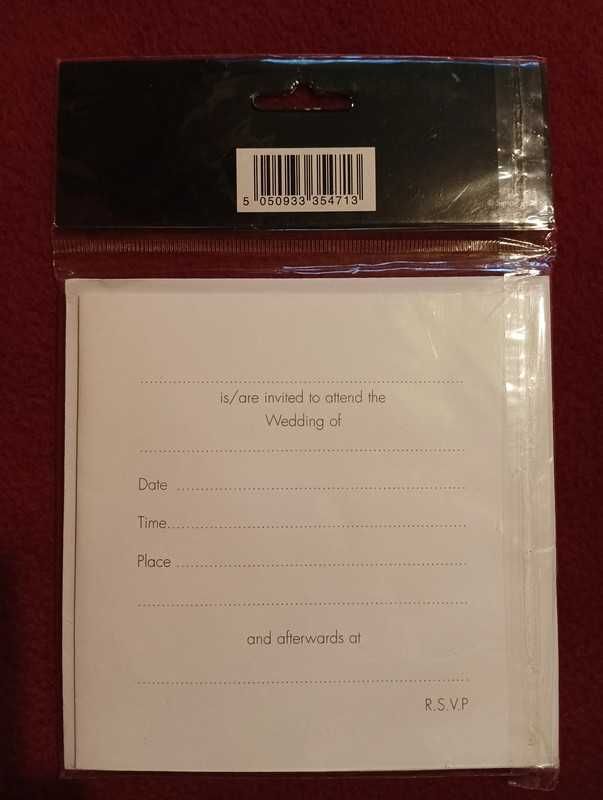 5 050933 354713
is/are invited to attend the
Wedding of
Date
Time
Place
and afterwards at
R.S.V.P